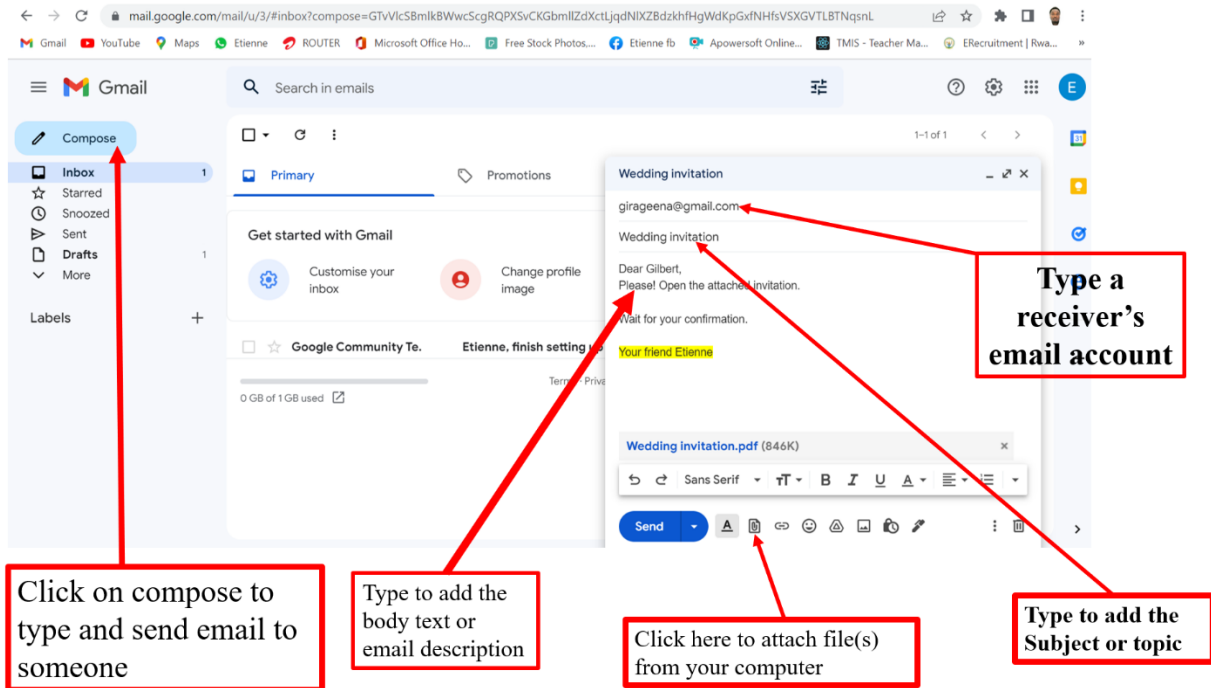 mail.google.com/mail/u/3/#inbox?compose=GTvVlcSBmlkBWwcScgRQPXSvCKGbmllZdXctLjqdNlXZBdzkhfHgWdKpGxfNHfsVSXGVTLBTNqsnL
Gmail YouTube Maps Etienne ROUTER Microsoft Office Ho... Free Stock Photos,... Etienne fb Apowersoft Online... TMIS - Teacher Ma... ERecruitment | Rwa... »
Gmail
Search in emails
E
Compose
1–1 of 1
31
Inbox 1
Primary
Promotions
Wedding invitation
Starred
Snoozed
girageena@gmail.com
Sent
Get started with Gmail
Wedding invitation
Drafts 1
More
Customise your
inbox
Change profile
image
Dear Gilbert,
Please! Open the attached invitation.
Type a
receiver's
email account
Labels +
Wait for your confirmation.
Google Community Te. Etienne, finish setting up
Your friend Etienne
0 GB of 1 GB used
Wedding invitation.pdf (846K)
Sans Serif
B I U A
Send
Click on compose to
type and send email to
someone
Type to add the
body text or
email description
Click here to attach file(s)
from your computer
Type to add the
Subject or topic